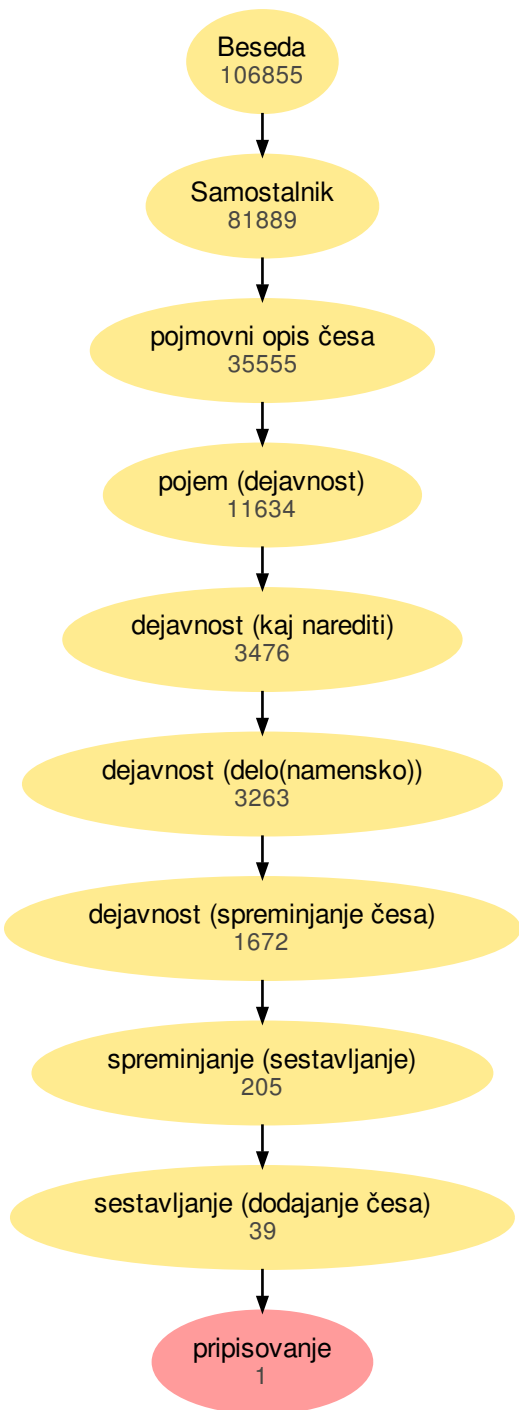 Beseda
106855
Samostalnik
81889
pojmovni opis česa
35555
pojem (dejavnost)
11634
dejavnost (kaj narediti)
3476
dejavnost (delo(namensko))
3263
dejavnost (spreminjanje česa)
1672
spreminjanje (sestavljanje)
205
sestavljanje (dodajanje česa)
39
pripisovanje
1